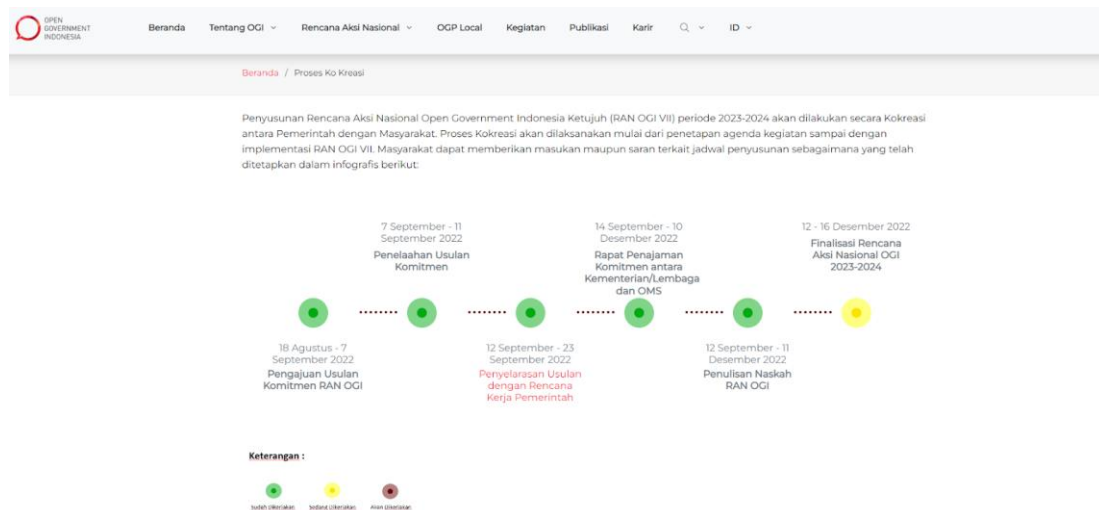 OPEN
GOVERNMENT
INDONESIA
Beranda Tentang OGI Rencana Aksi Nasional OGP Local Kegiatan Publikasi Karir ID
Beranda / Proses Ko Kreasi
Penyusunan Rencana Aksi Nasional Open Government Indonesia Ketujuh (RAN OGI VII) periode 2023-2024 akan dilakukan secara Kokreasi
antara Pemerintah dengan Masyarakat. Proses Kokreasi akan dilaksanakan mulai dari penetapan agenda kegiatan sampai dengan
implementasi RAN OGI VII. Masyarakat dapat memberikan masukan maupun saran terkait jadwal penyusunan sebagaimana yang telah
ditetapkan dalam infografis berikut:
7 September - 11
September 2022
Penelaahan Usulan
Komitmen
14 September - 10
Desember 2022
Rapat Penajaman
Komitmen antara
Kementerian/Lembaga
dan OMS
12 - 16 Desember 2022
Finalisasi Rencana
Aksi Nasional OGI
2023-2024
18 Agustus - 7
September 2022
Pengajuan Usulan
Komitmen RAN OGI
12 September - 23
September 2022
Penyelarasan Usulan
dengan Rencana
Kerja Pemerintah
12 September - 11
Desember 2022
Penulisan Naskah
RAN OGI
Keterangan :
Sudah Dikerjakan Sedang Dikerjakan Akan Dikerjakan